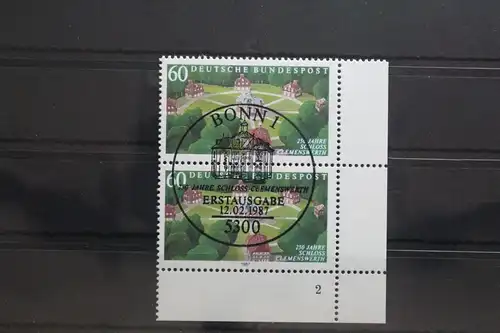 60 DEUTSCHE BUNDESPOST
250 JAHRE
SCHLOSS
CLEMENSWERTH
BONN 1
60 DEUTSCHE BUNDESPOST
250 JAHRE SCHLOSS CLEMENSWERTH
ERSTAUSGABE
12.02.1987
5300
250 JAHRE
SCHLOSS
CLEMENSWERTH
2